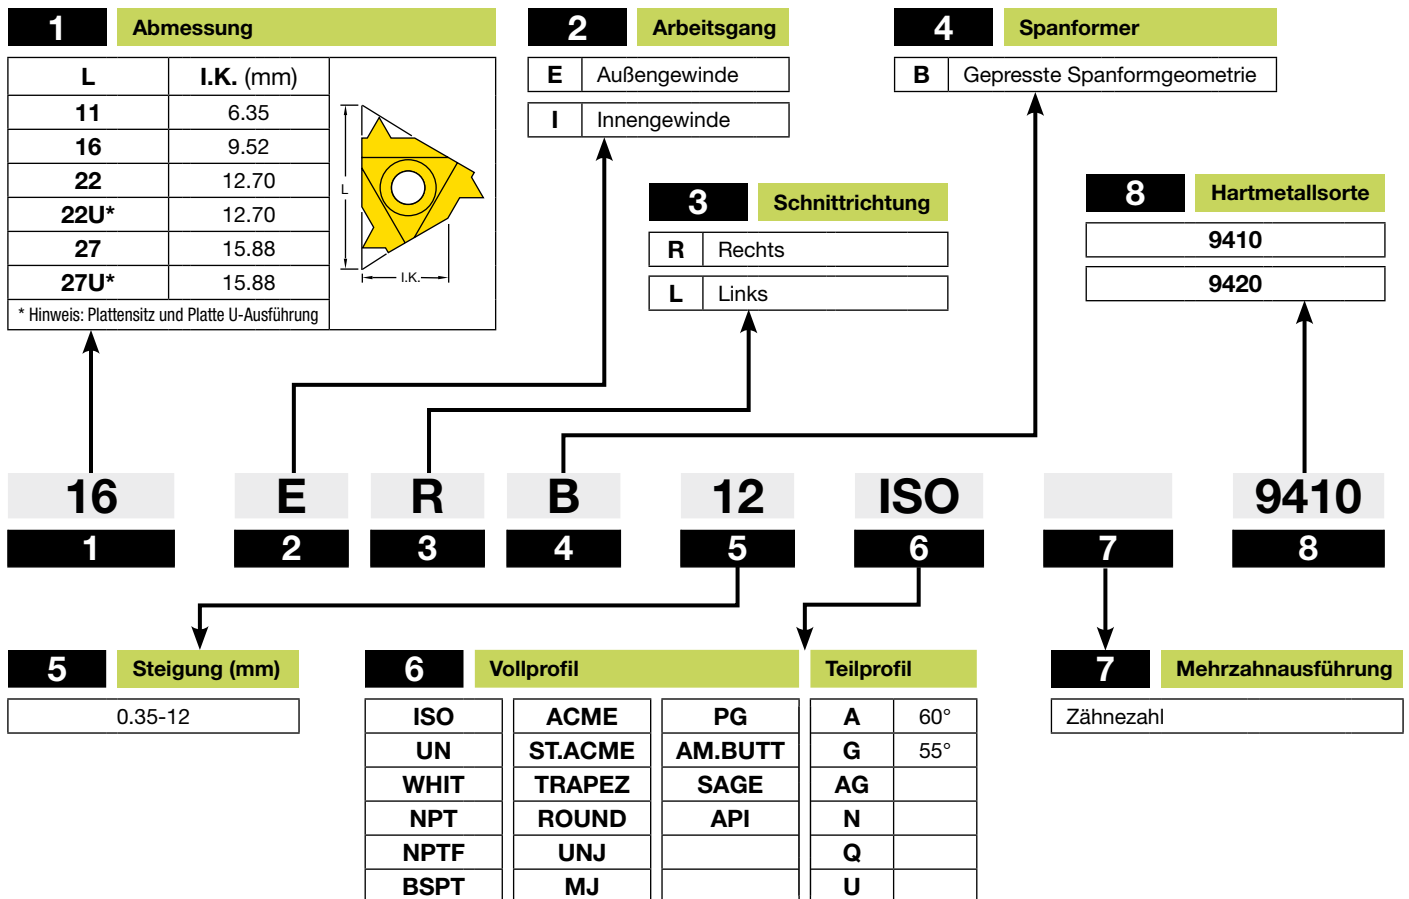 1 Abmessung
L I.K. (mm)
11 6.35
16 9.52
22 12.70
22U* 12.70
27 15.88
27U* 15.88
* Hinweis: Plattensitz und Platte U-Ausführung
L
I.K.
2 Arbeitsgang
E Außengewinde
I Innengewinde
3 Schnittrichtung
R Rechts
L Links
4 Spanformer
B Gepresste Spanformgeometrie
8 Hartmetallsorte
9410
9420
16 E R B 12 ISO 9410
1 2 3 4 5 6 7 8
5 Steigung (mm)
0.35-12
6 Vollprofil Teilprofil
ISO ACME PG A 60°
UN ST.ACME AM.BUTT G 55°
WHIT TRAPEZ SAGE AG
NPT ROUND API N
NPTF UNJ Q
BSPT MJ U
7 Mehrzahnausführung
Zähnezahl